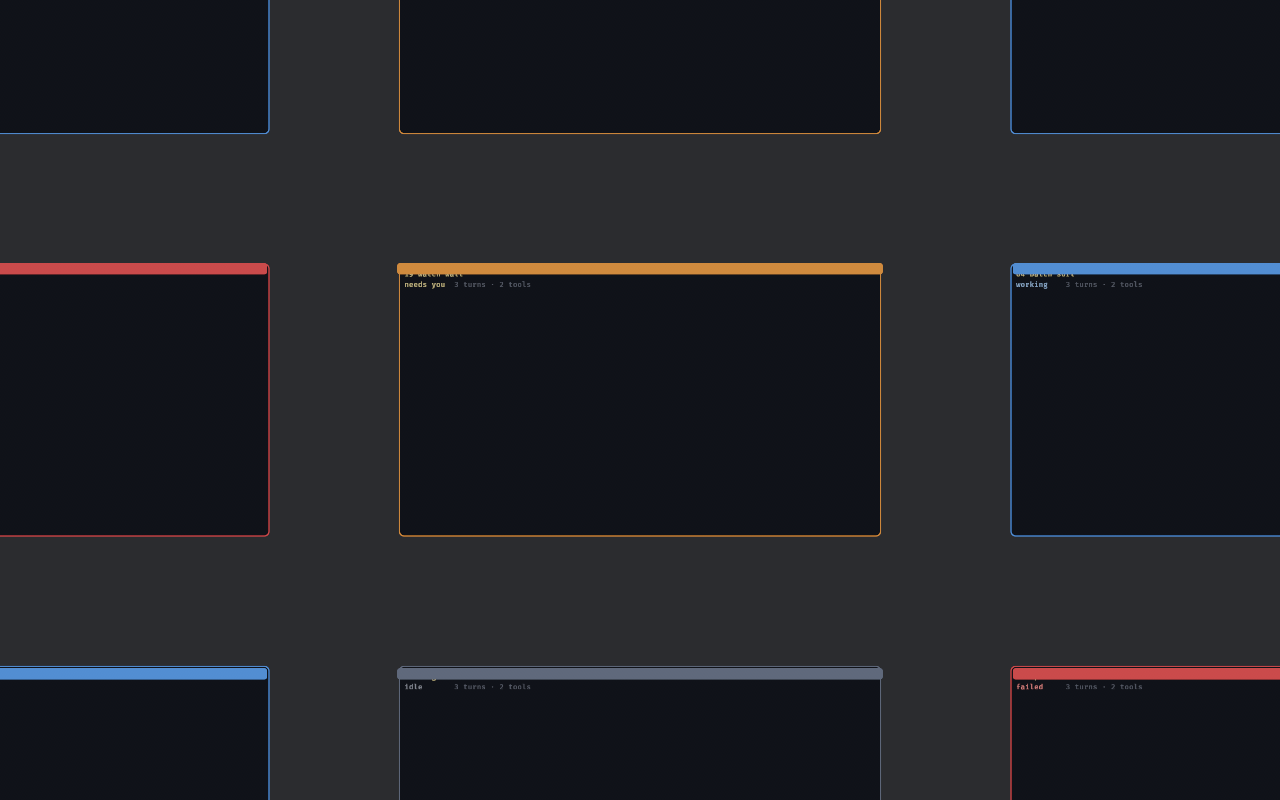 needs you 3 turns · 2 tools
working 3 turns · 2 tools
idle 3 turns · 2 tools
failed 3 turns · 2 tools